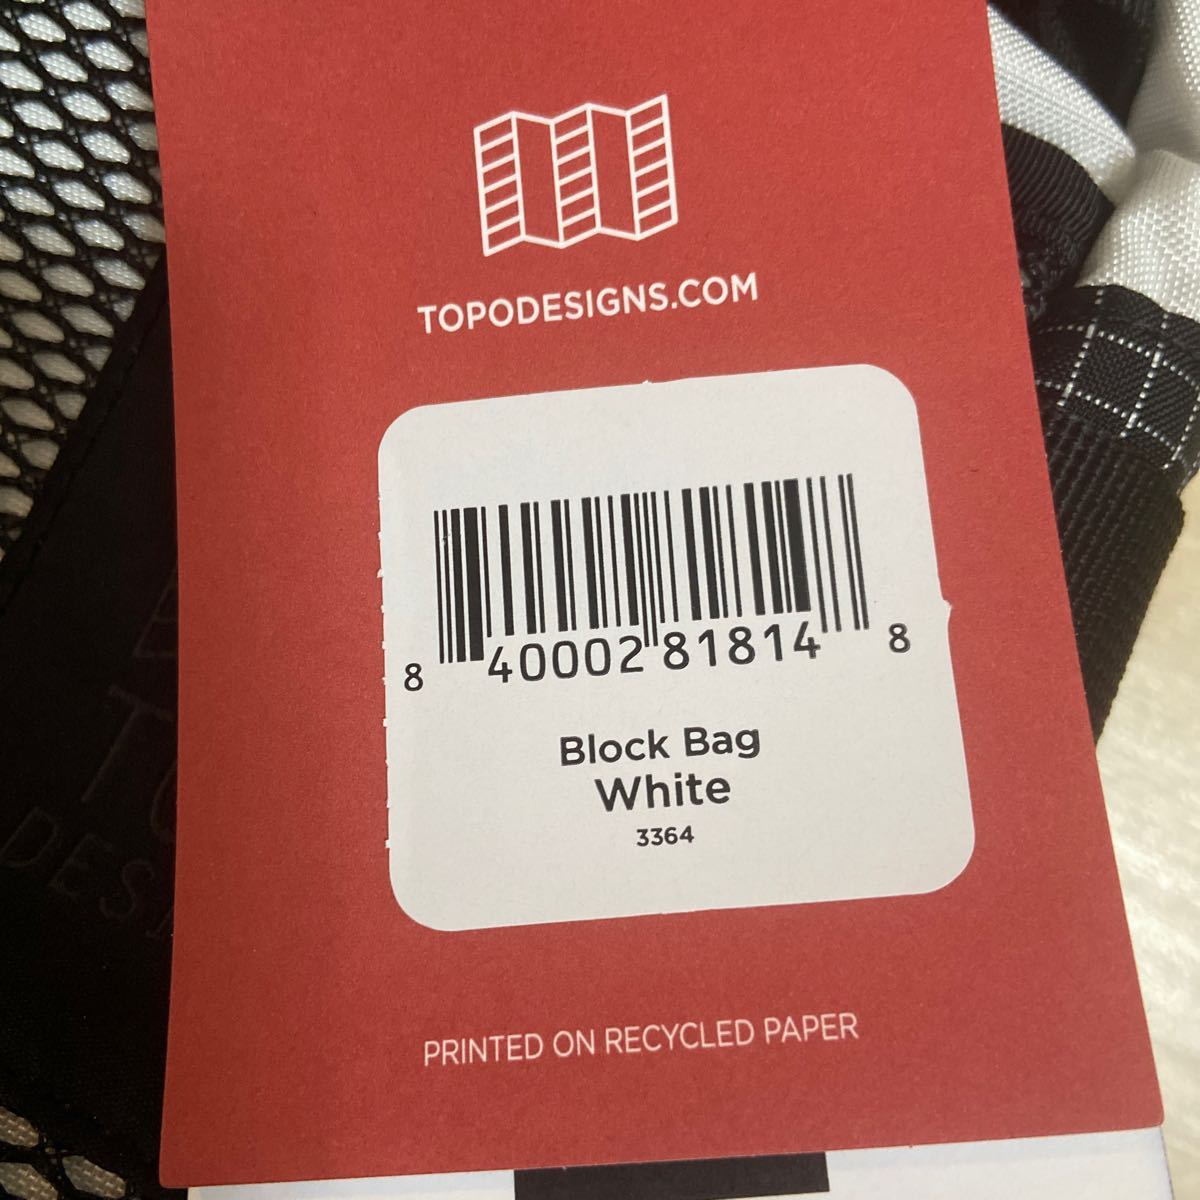 TOPODESIGNS.COM
8 40002 81814 8
Block Bag
White
3364
PRINTED ON RECYCLED PAPER